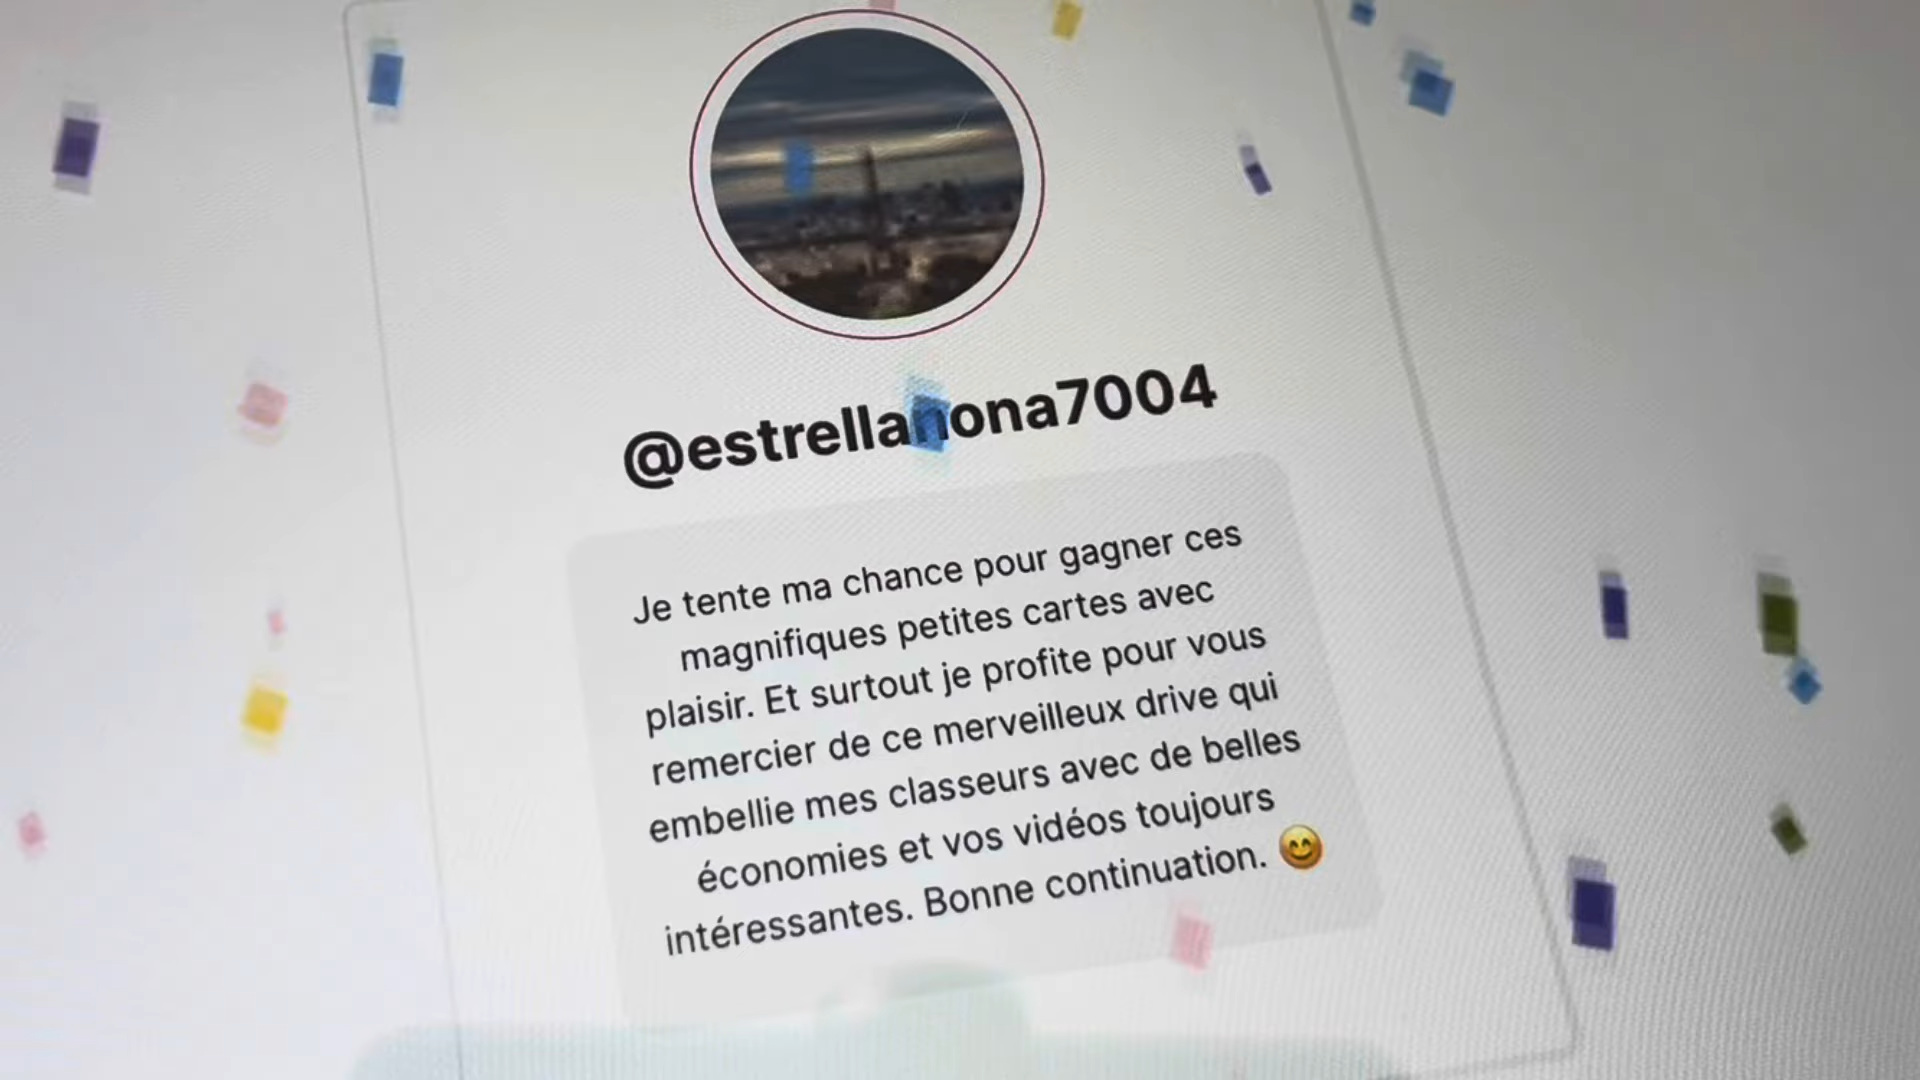 @estrellanona7004
Je tente ma chance pour gagner ces
magnifiques petites cartes avec
plaisir. Et surtout je profite pour vous
remercier de ce merveilleux drive qui
embellie mes classeurs avec de belles
économies et vos vidéos toujours
intéressantes. Bonne continuation. 😊